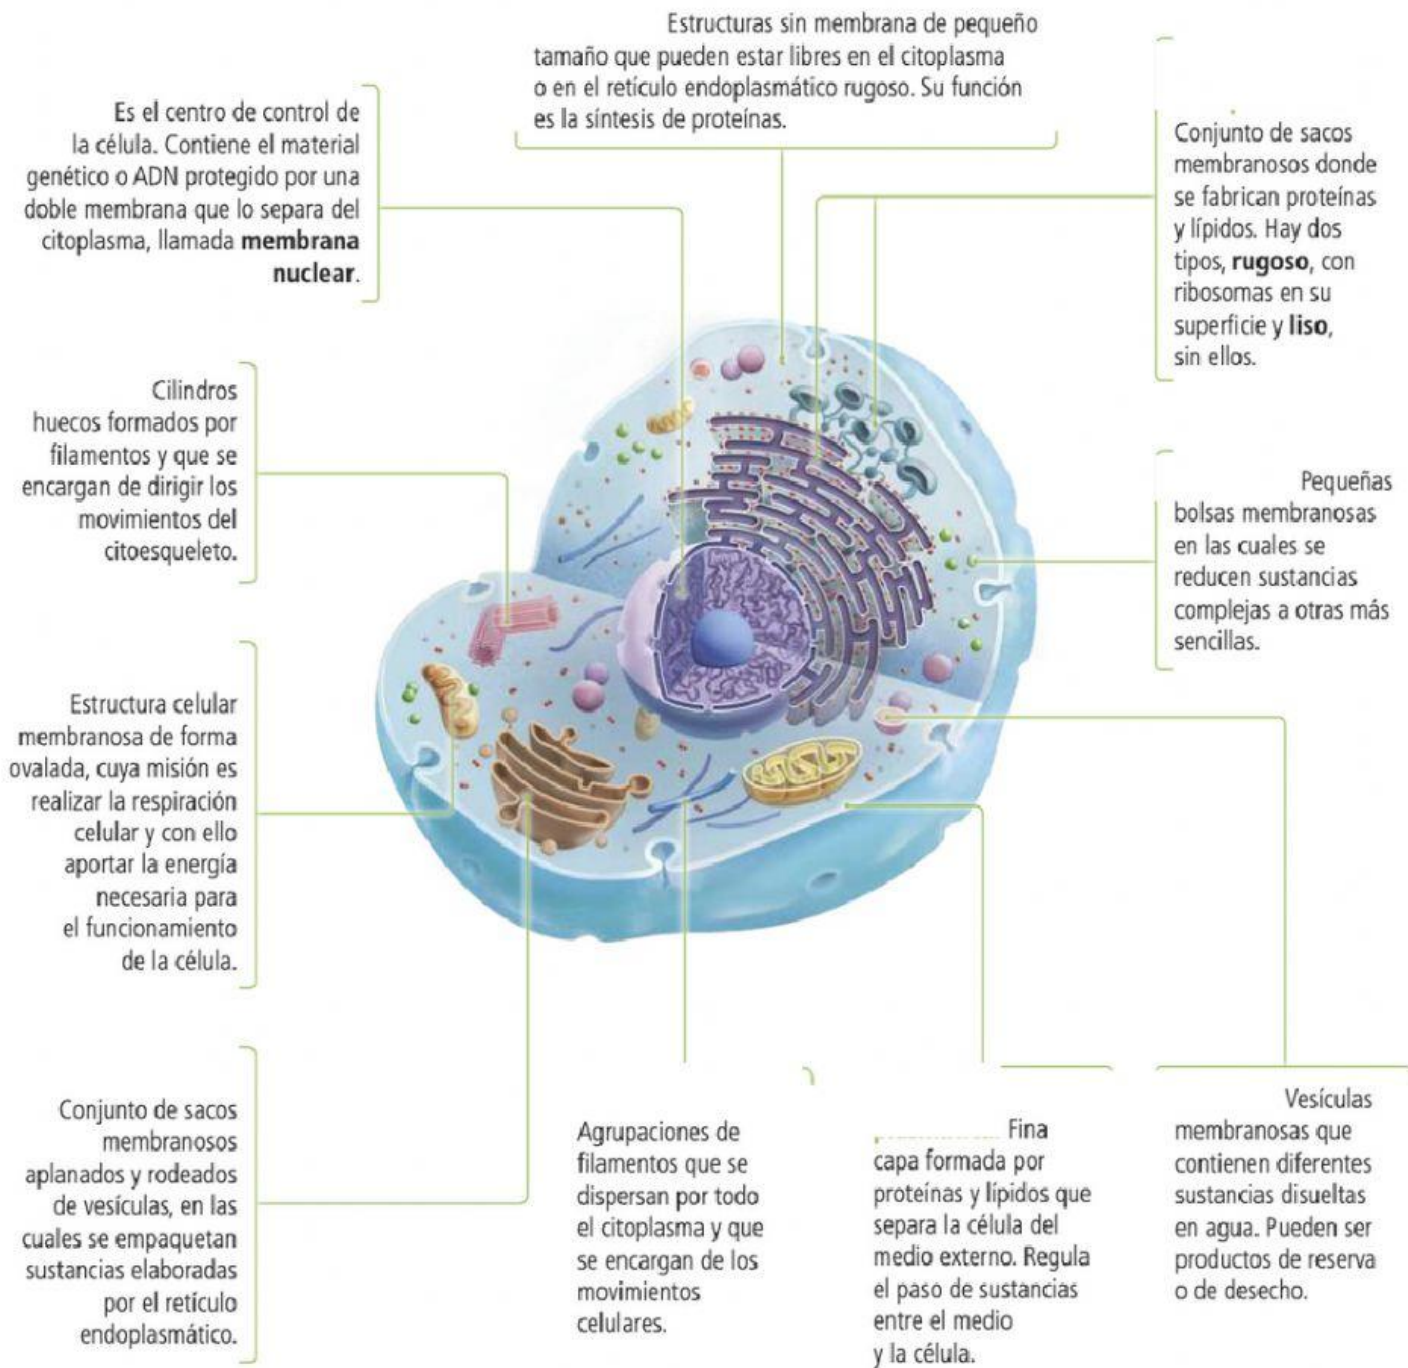 Estructuras sin membrana de pequeño
tamaño que pueden estar libres en el citoplasma
o en el retículo endoplasmático rugoso. Su función
es la síntesis de proteínas.
Es el centro de control de
la célula. Contiene el material
genético o ADN protegido por una
doble membrana que lo separa del
citoplasma, llamada membrana
nuclear.
Conjunto de sacos
membranosos donde
se fabrican proteínas
y lípidos. Hay dos
tipos, rugoso, con
ribosomas en su
superficie y liso,
sin ellos.
Cilindros
huecos formados por
filamentos y que se
encargan de dirigir los
movimientos del
citoesqueleto.
Pequeñas
bolsas membranosas
en las cuales se
reducen sustancias
complejas a otras más
sencillas.
Estructura celular
membranosa de forma
ovalada, cuya misión es
realizar la respiración
celular y con ello
aportar la energía
necesaria para
el funcionamiento
de la célula.
Conjunto de sacos
membranosos
aplanados y rodeados
de vesículas, en las
cuales se empaquetan
sustancias elaboradas
por el retículo
endoplasmático.
Agrupaciones de
filamentos que se
dispersan por todo
el citoplasma y que
se encargan de los
movimientos
celulares.
Fina
capa formada por
proteínas y lípidos que
separa la célula del
medio externo. Regula
el paso de sustancias
entre el medio
y la célula.
Vesículas
membranosas que
contienen diferentes
sustancias disueltas
en agua. Pueden ser
productos de reserva
o de desecho.